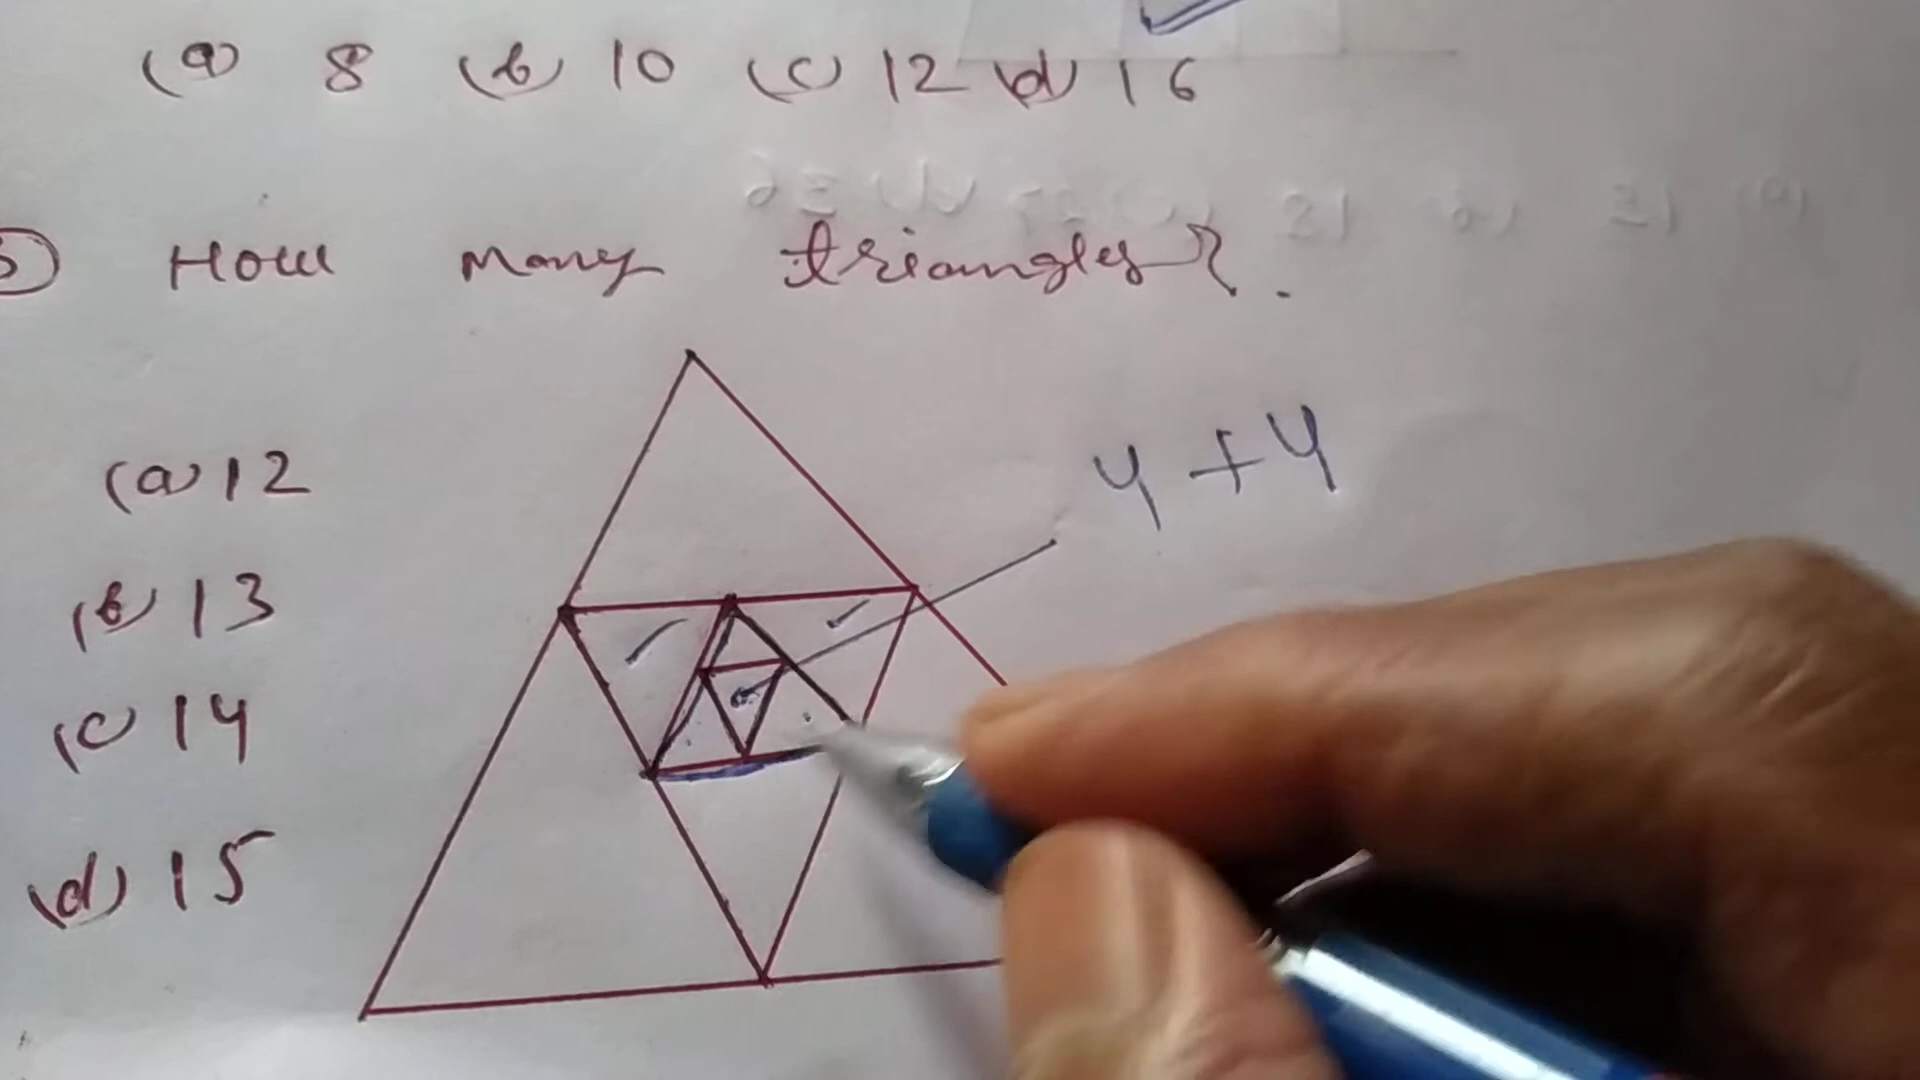 (a) 8 (b) 10 (c) 12 (d) 16
How many triangles?.
4 + 4
(a) 12
(b) 13
(c) 14
(d) 15